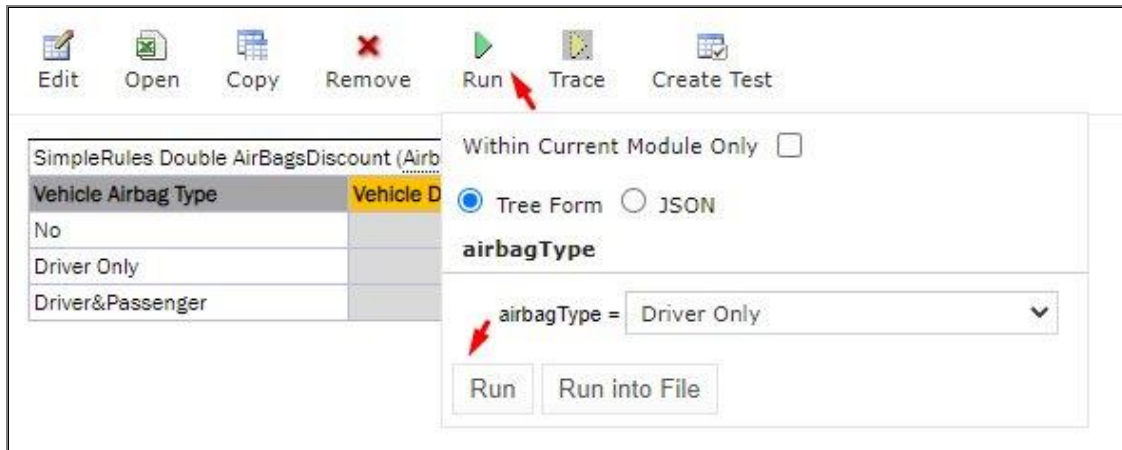 Edit Open Copy Remove Run Trace Create Test
SimpleRules Double AirBagsDiscount (Airb
Vehicle Airbag Type Vehicle D
No
Driver Only
Driver&Passenger
Within Current Module Only
Tree Form JSON
airbagType
airbagType = Driver Only
Run Run into File